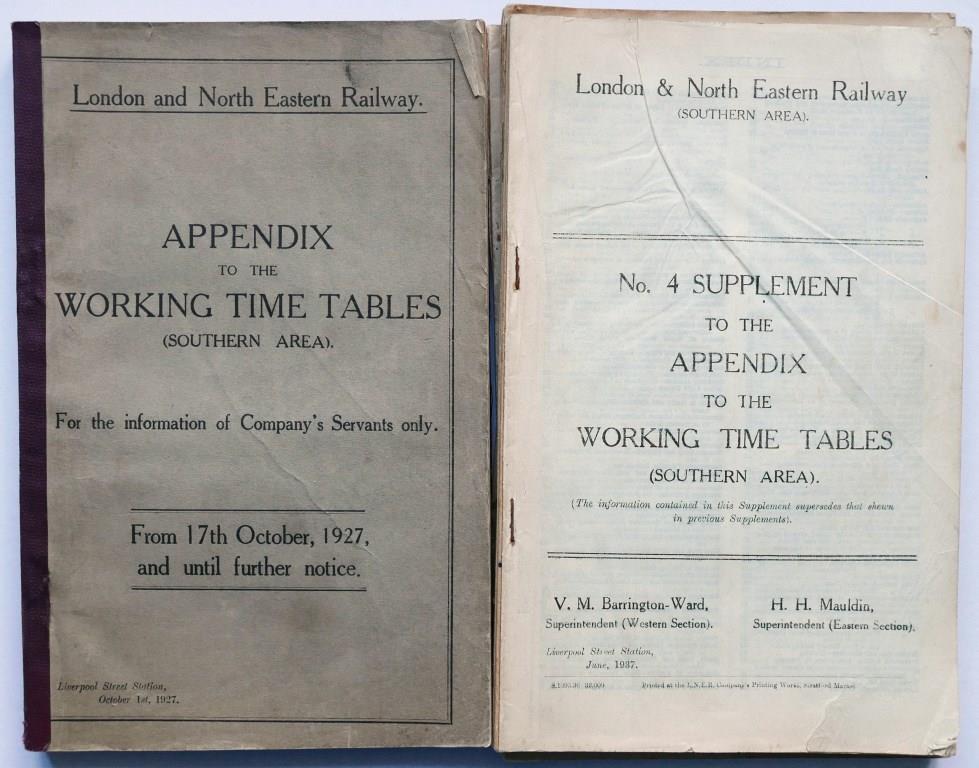 London and North Eastern Railway.
APPENDIX
TO THE
WORKING TIME TABLES
(SOUTHERN AREA).
For the information of Company's Servants only.
From 17th October, 1927,
and until further notice.
Liverpool Street Station,
October 1st, 1927.
London & North Eastern Railway
(SOUTHERN AREA).
No. 4 SUPPLEMENT
TO THE
APPENDIX
TO THE
WORKING TIME TABLES
(SOUTHERN AREA).
(The information contained in this Supplement supersedes that shewn
in previous Supplements).
V. M. Barrington-Ward,
Superintendent (Western Section).
H. H. Mauldin,
Superintendent (Eastern Section).
Liverpool Street Station,
June, 1937.
Printed at the L.N.E.R. Company's Printing Works, Stratford Market